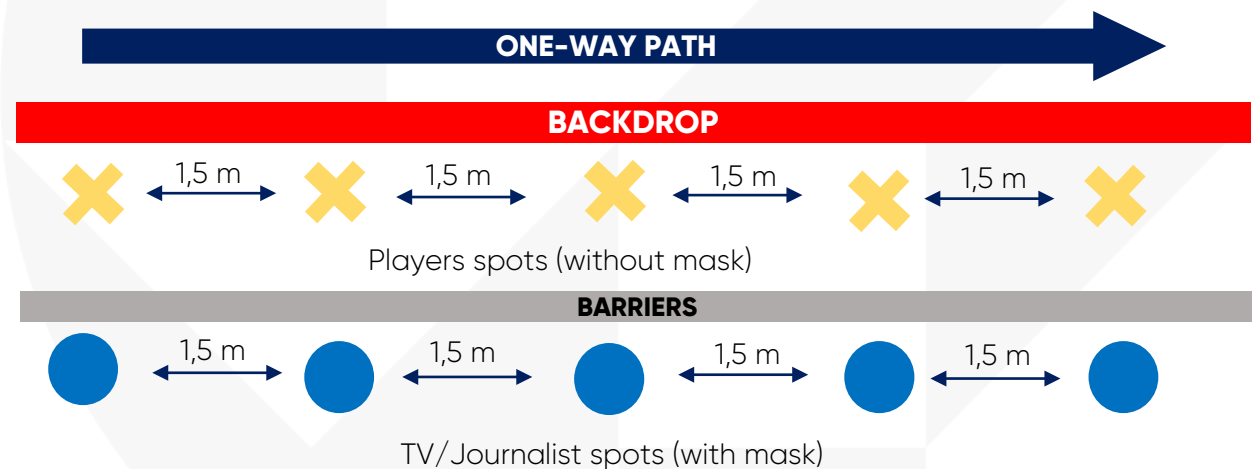 ONE-WAY PATH
BACKDROP
1,5 m 1,5 m 1,5 m 1,5 m
Players spots (without mask)
BARRIERS
1,5 m 1,5 m 1,5 m 1,5 m
TV/Journalist spots (with mask)